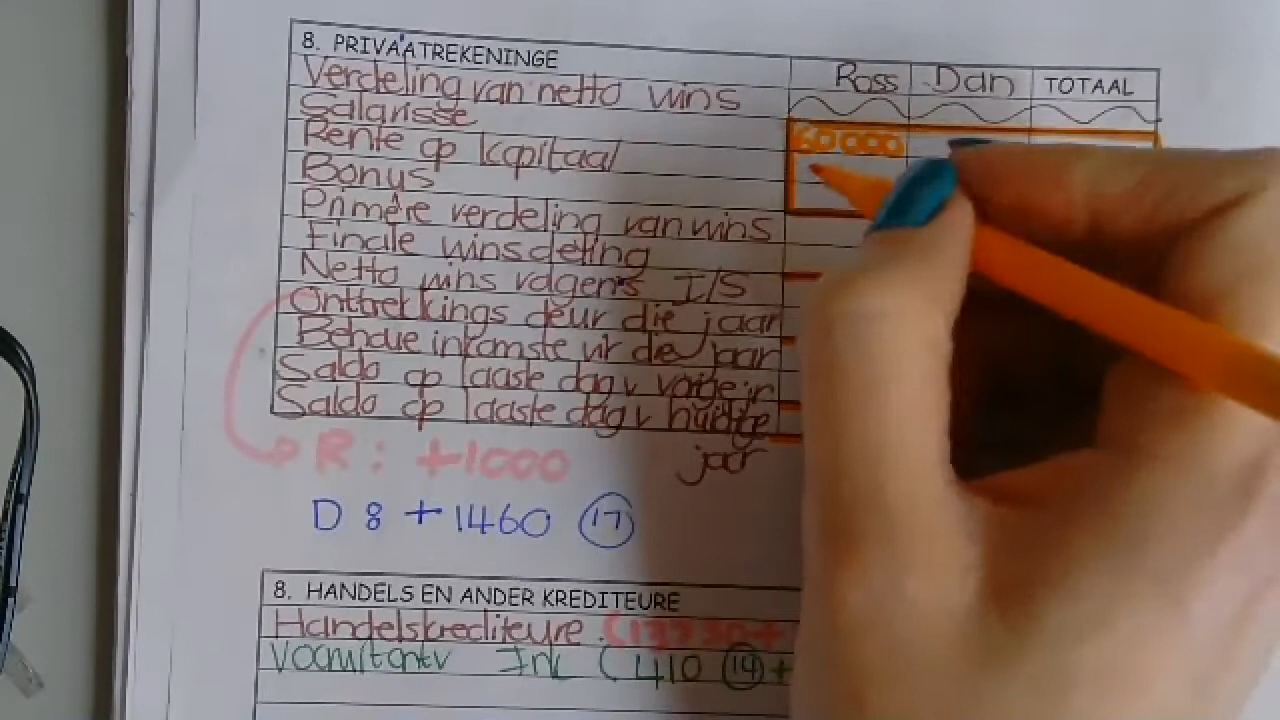 8. PRIVAATREKENINGE
Ross Dan TOTAAL
Verdeling van netto wins
Salarisse
60 000
Rente op kapitaal
Bonus
Primêre verdeling van wins
Finale winsdeling
Netto wins volgens I/S
Onttrekkings deur die jaar
Behoue inkomste vir die jaar
Saldo op laaste dag v vorige jr
Saldo op laaste dag v huidige
jaar
R: +1000
D 8 + 1460 (17)
8. HANDELS EN ANDER KREDITEURE
Handelskrediteure
Vooruitontv Ink (410 (14) +